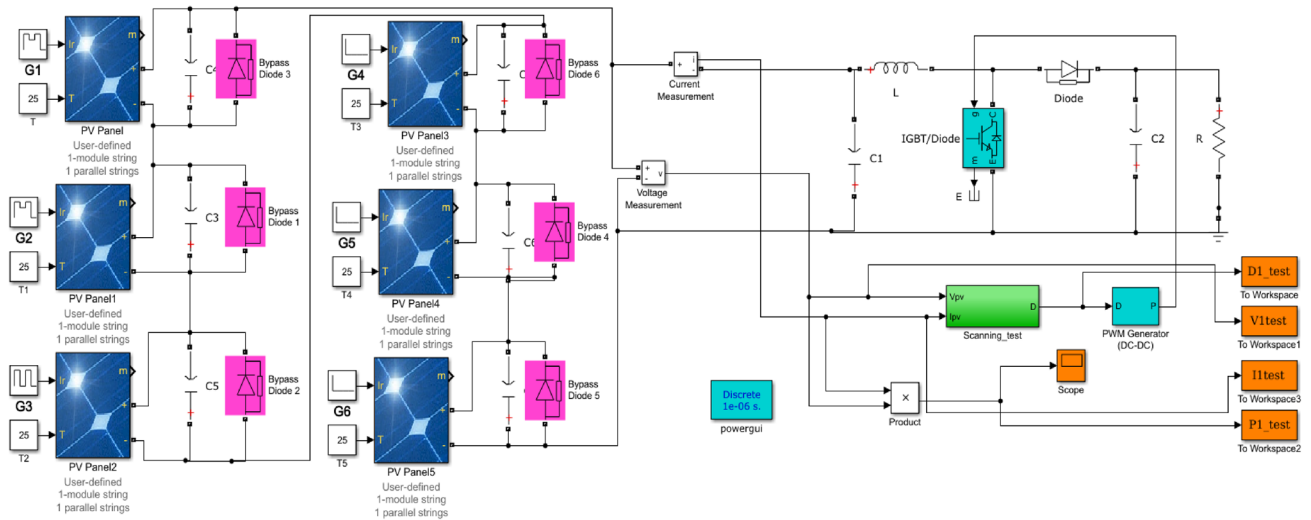 G1
Ir
m
+
T
-
25
T
PV Panel
User-defined
1-module string
1 parallel strings
+
Bypass
Diode 3
G2
Ir
m
+
T
-
25
T1
PV Panel1
User-defined
1-module string
1 parallel strings
C3
+
Bypass
Diode 1
G3
Ir
m
+
T
-
25
T2
PV Panel2
User-defined
1-module string
1 parallel strings
C5
+
Bypass
Diode 2
G4
Ir
m
+
T
-
25
T3
PV Panel3
User-defined
1-module string
1 parallel strings
+
Bypass
Diode 6
G5
Ir
m
+
T
-
25
T4
PV Panel4
User-defined
1-module string
1 parallel strings
+
Bypass
Diode 4
G6
Ir
m
+
T
-
25
T5
PV Panel5
User-defined
1-module string
1 parallel strings
+
Bypass
Diode 5
+
i
-
Current
Measurement
+
v
-
Voltage
Measurement
C1
+
+
L
g
C
m
E
IGBT/Diode
E
Diode
C2
+
+
R
Vpv
Ipv
D
Scanning_test
D
P
PWM Generator
(DC-DC)
Discrete
1e-06 s.
powergui
×
Product
Scope
D1_test
To Workspace
V1test
To Workspace1
I1test
To Workspace3
P1_test
To Workspace2